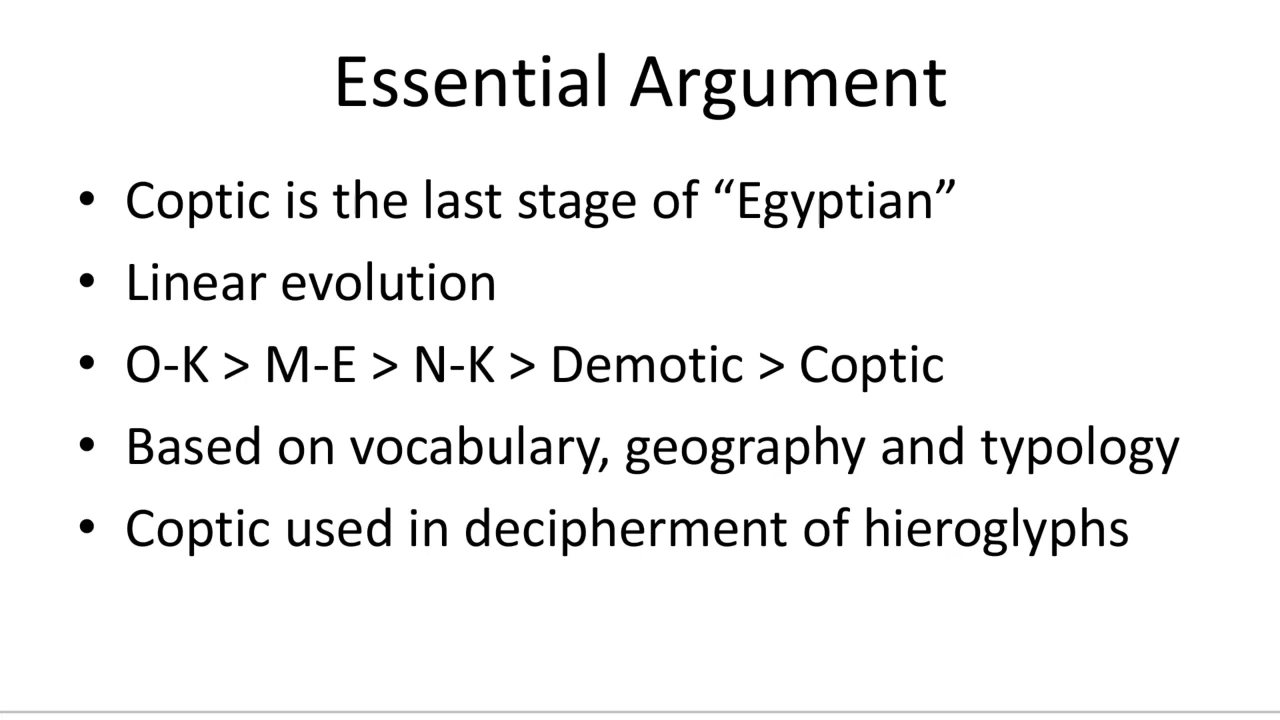 Essential Argument
• Coptic is the last stage of “Egyptian”
• Linear evolution
• O-K > M-E > N-K > Demotic > Coptic
• Based on vocabulary, geography and typology
• Coptic used in decipherment of hieroglyphs